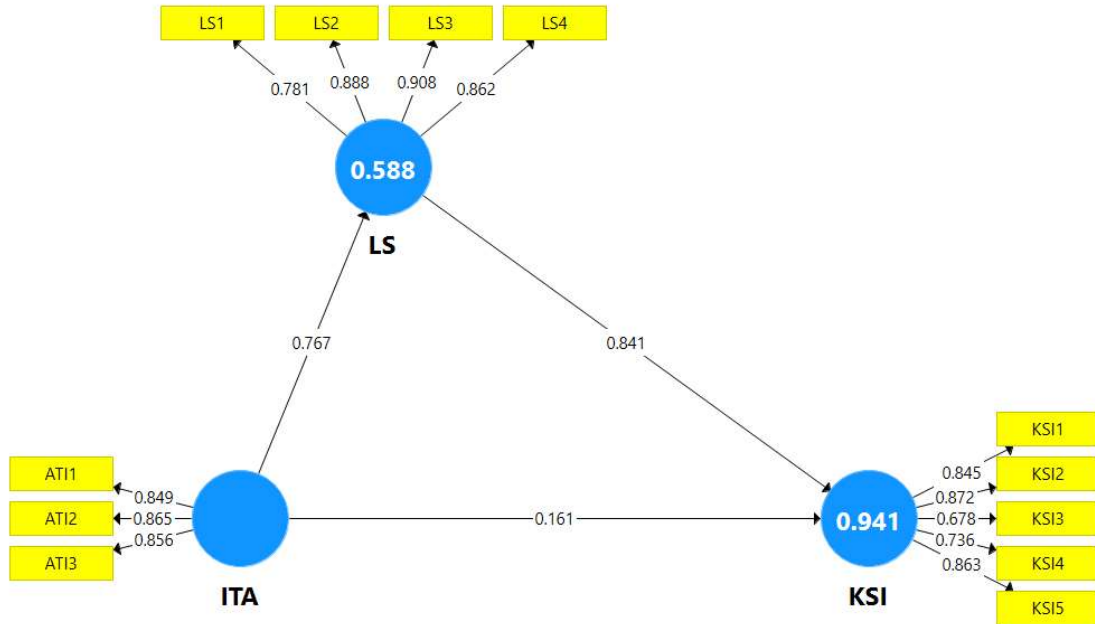 LS1 LS2 LS3 LS4
0.781 0.888 0.908 0.862
0.588
LS
0.767
0.841
ATI1
ATI2
ATI3
0.849
0.865
0.856
ITA
0.161
0.941
KSI
0.845
0.872
0.678
0.736
0.863
KSI1
KSI2
KSI3
KSI4
KSI5